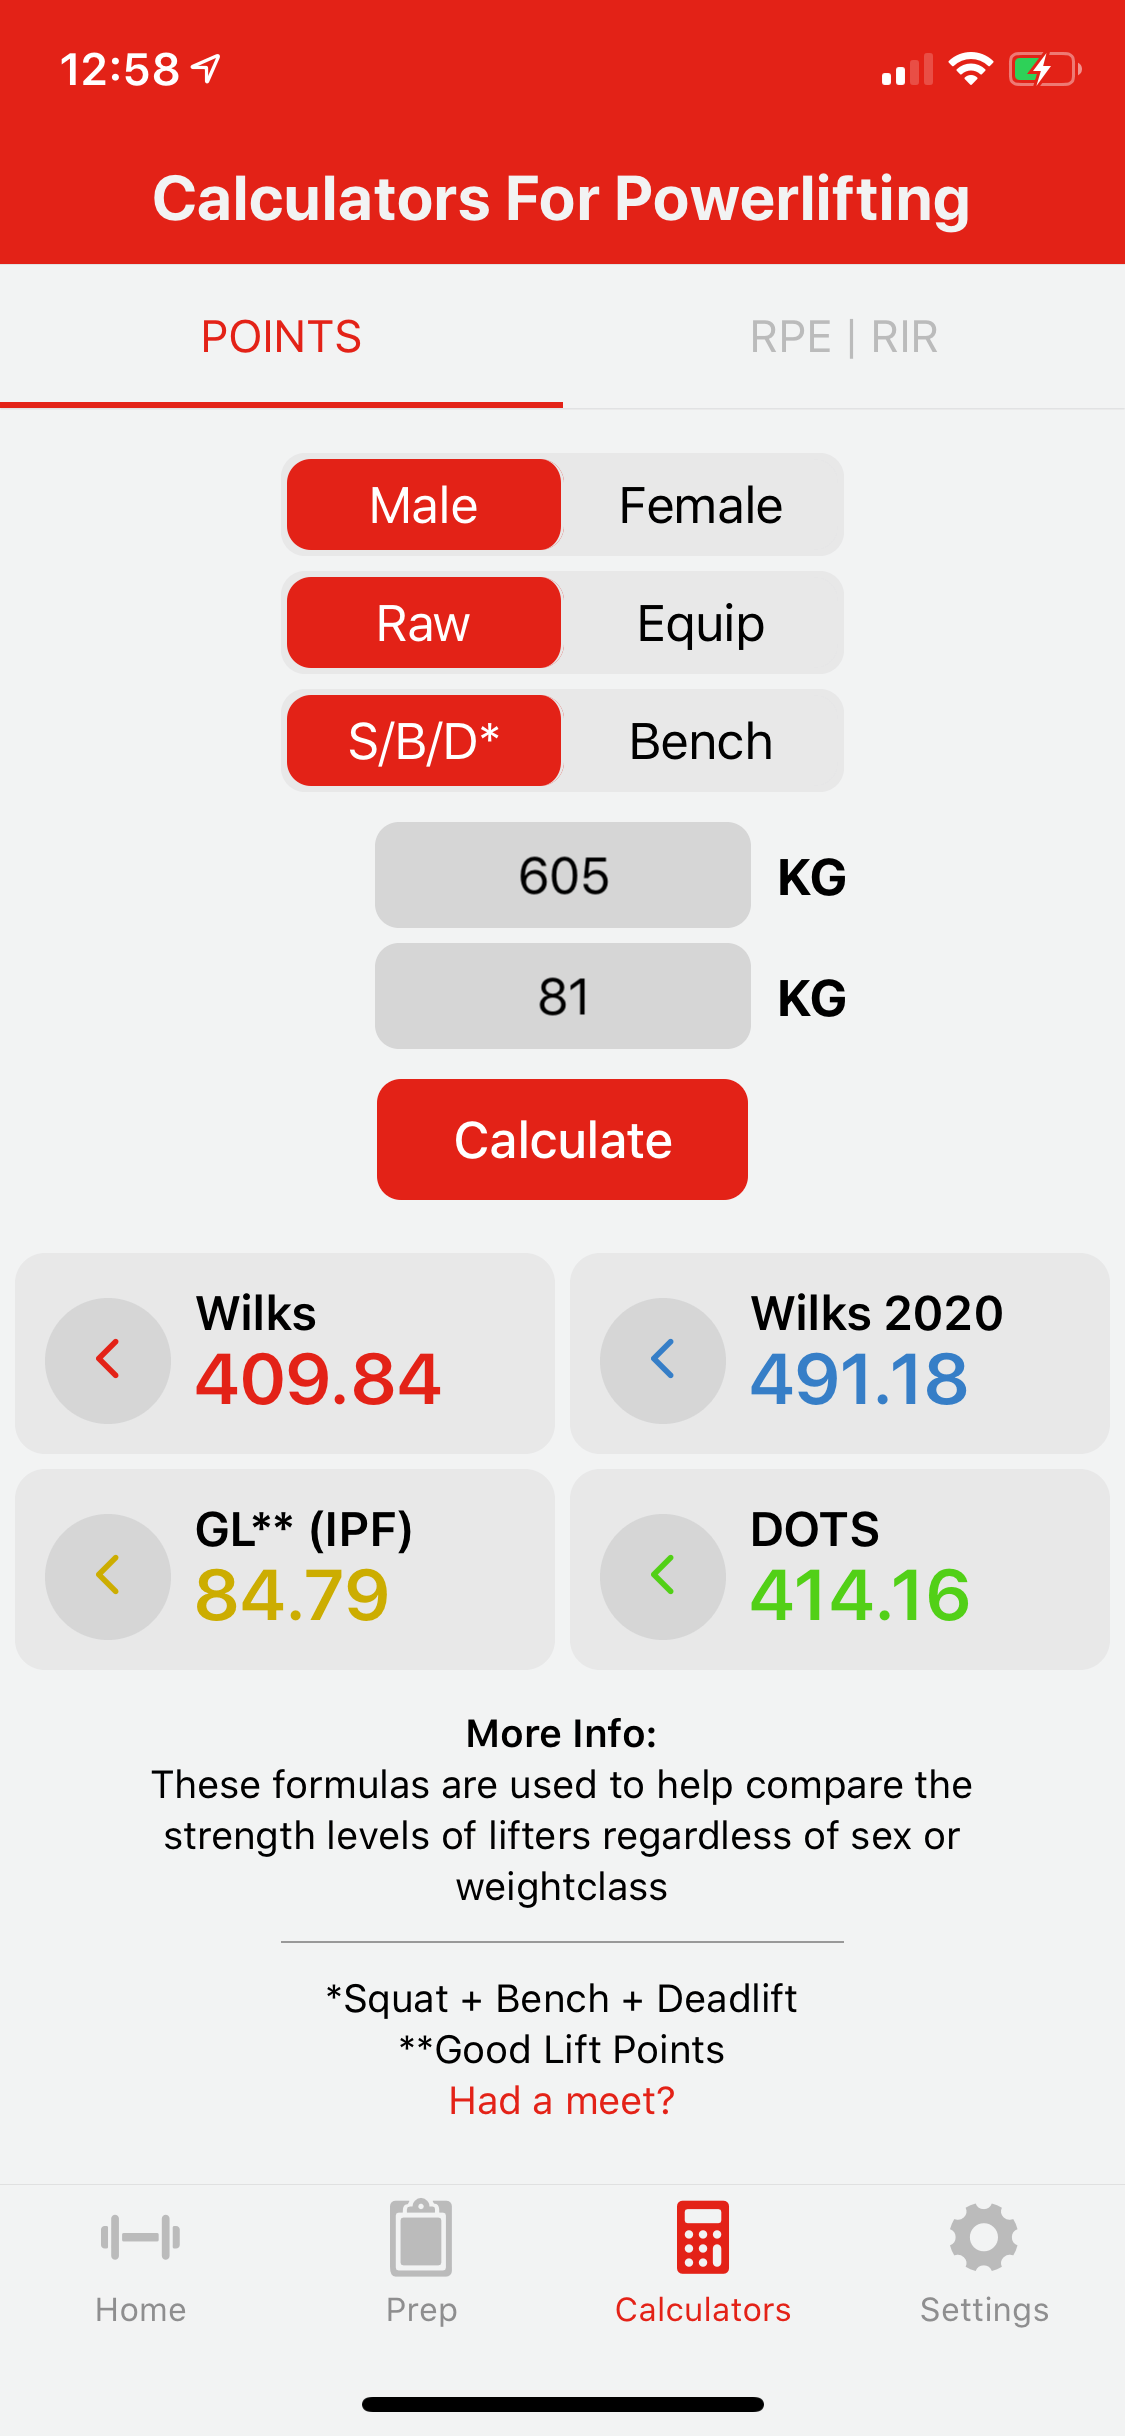 12:58
Calculators For Powerlifting
POINTS
RPE | RIR
Male
Female
Raw
Equip
S/B/D*
Bench
605
KG
81
KG
Calculate
Wilks
409.84
Wilks 2020
491.18
GL** (IPF)
84.79
DOTS
414.16
More Info:
These formulas are used to help compare the
strength levels of lifters regardless of sex or
weightclass
*Squat + Bench + Deadlift
**Good Lift Points
Had a meet?
Home
Prep
Calculators
Settings